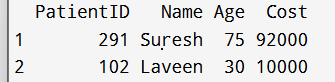 PatientID Name Age Cost
1 291 Suresh 75 92000
2 102 Laveen 30 10000